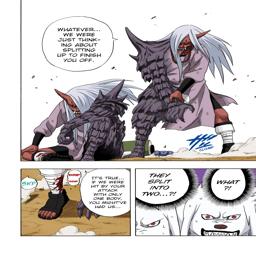 WHATEVER...
WE WERE
JUST THINK-
ING ABOUT
SPLITTING
UP TO FINISH
YOU OFF.
IT'S TRUE...
IF WE WERE
HIT BY YOUR
ATTACK
WITH ONLY
ONE BODY,
YOU MIGHT'VE
HAD US...
THEY
SPLIT
INTO
TWO...?!
WHAT
...?!